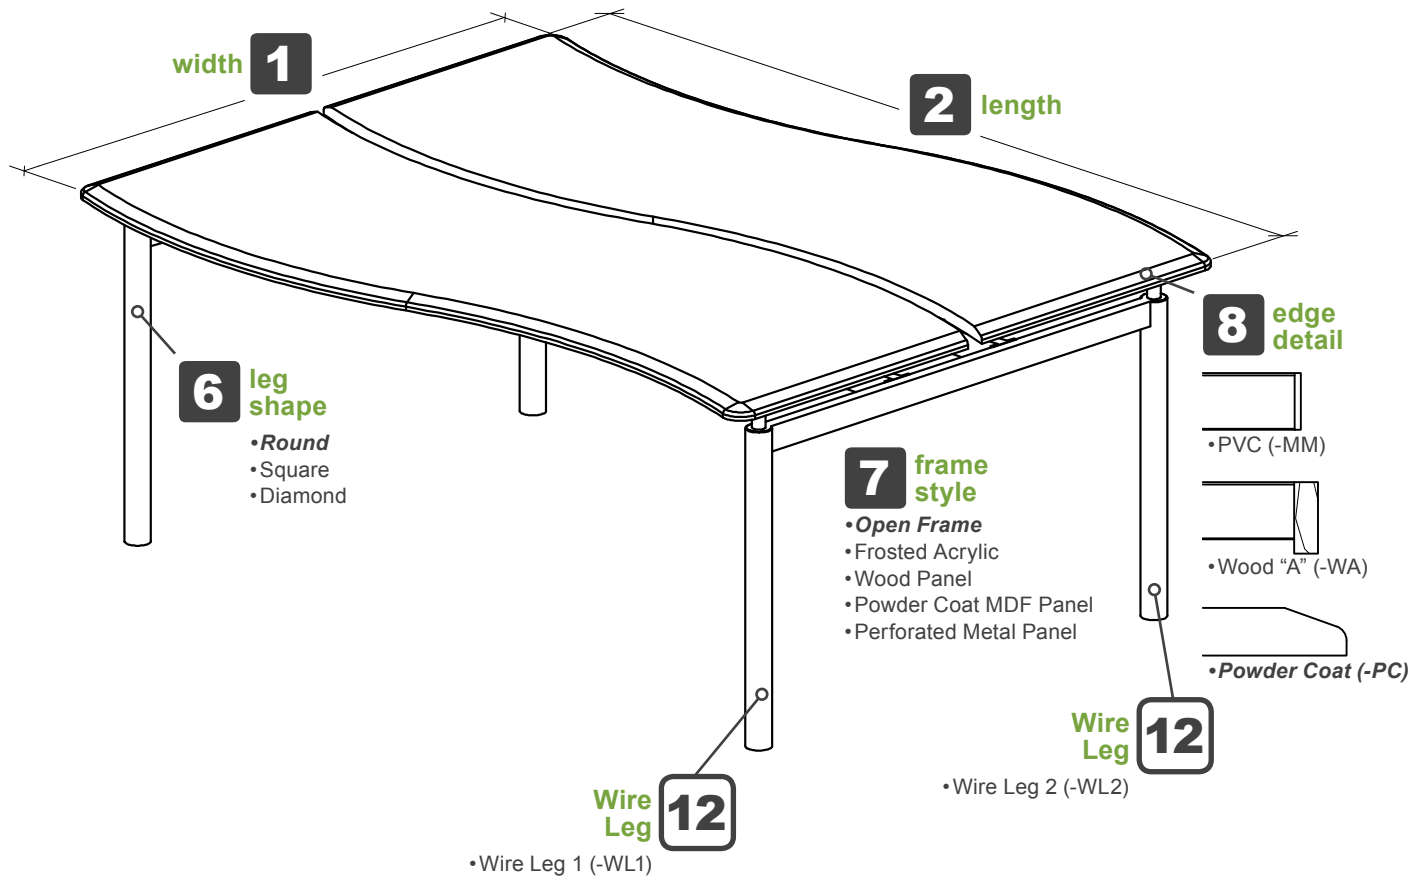 width 1
2 length
8 edge
detail
•PVC (-MM)
•Wood “A” (-WA)
•Powder Coat (-PC)
6 leg
shape
•Round
•Square
•Diamond
7 frame
style
•Open Frame
•Frosted Acrylic
•Wood Panel
•Powder Coat MDF Panel
•Perforated Metal Panel
Wire
Leg 12
•Wire Leg 2 (-WL2)
Wire
Leg 12
•Wire Leg 1 (-WL1)